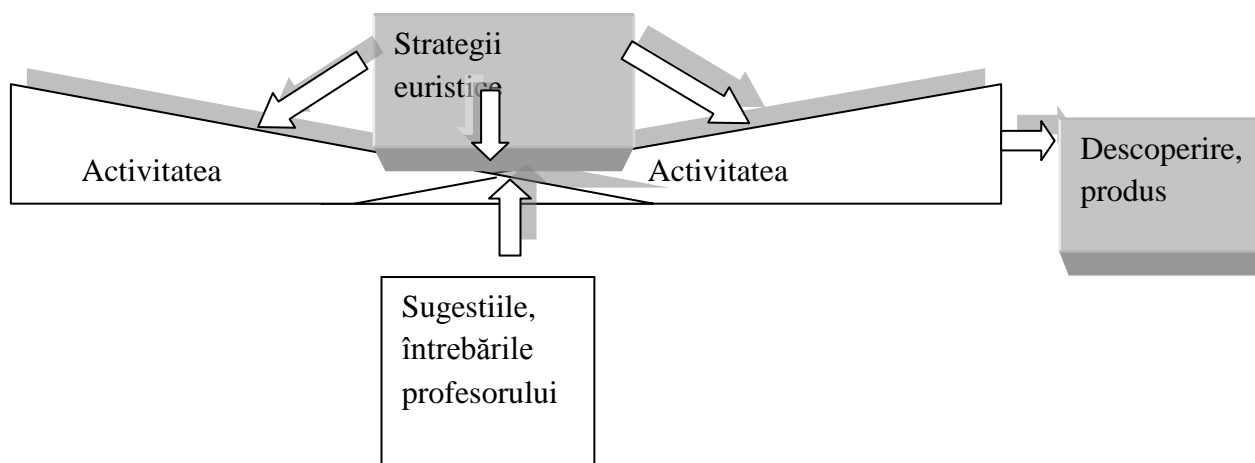 Strategii
euristice
Activitatea
Activitatea
Descoperire,
produs
Sugestiile,
întrebările
profesorului